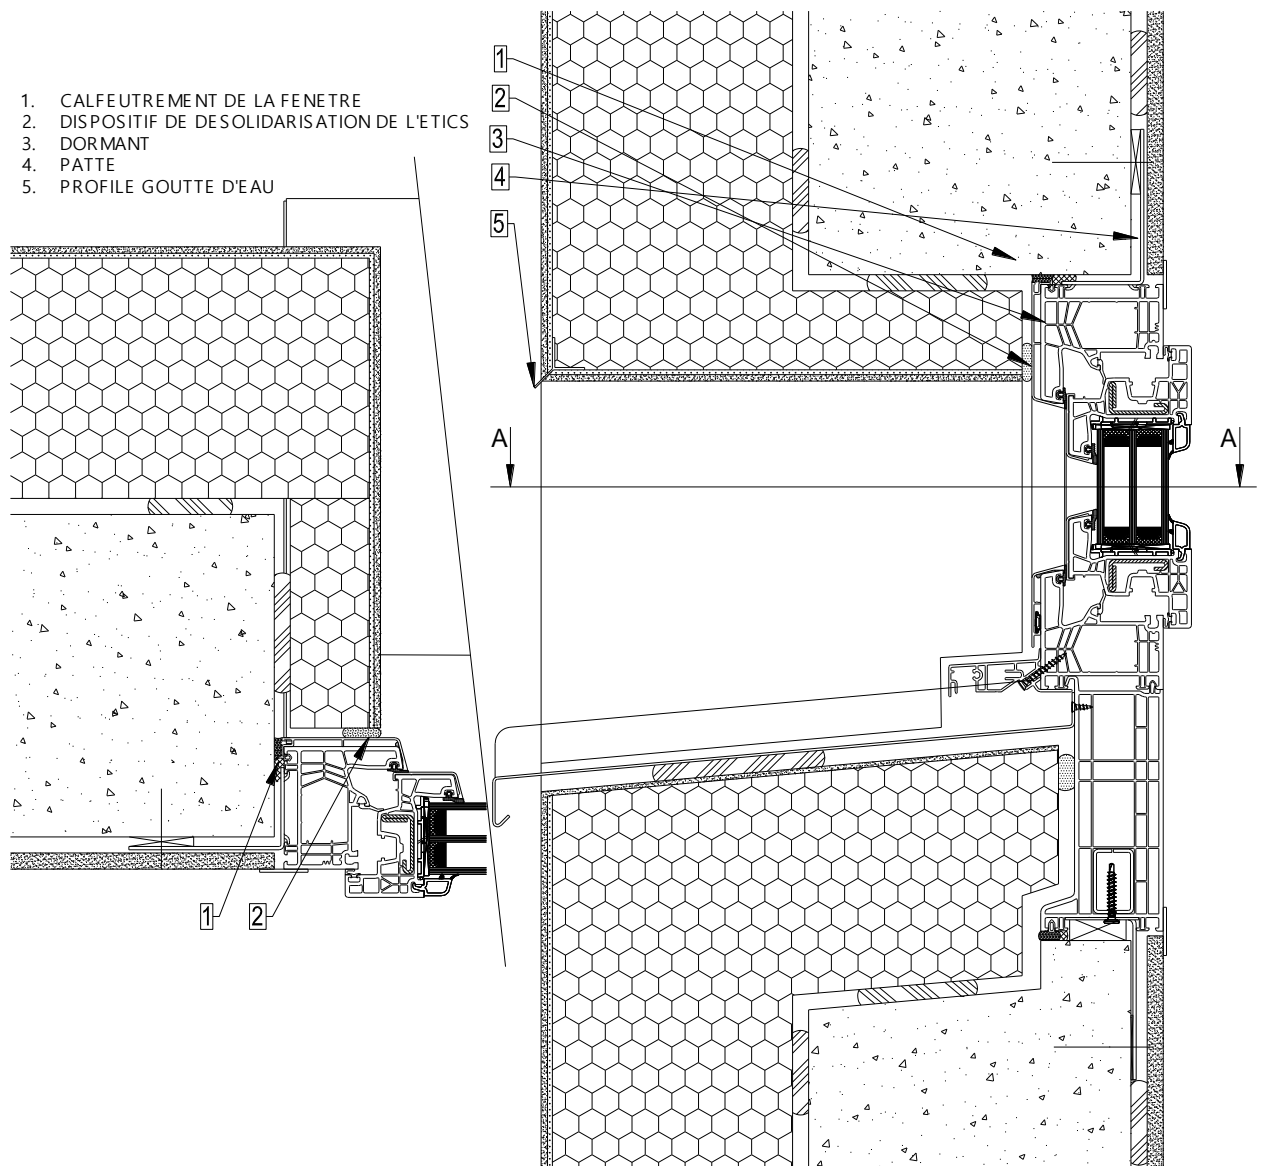 1. CALFEUTREMENT DE LA FENETRE
2. DISPOSITIF DE DESOLIDARISATION DE L'ETICS
3. DORMANT
4. PATTE
5. PROFILE GOUTTE D'EAU
1
2
3
4
5
A A
1 2